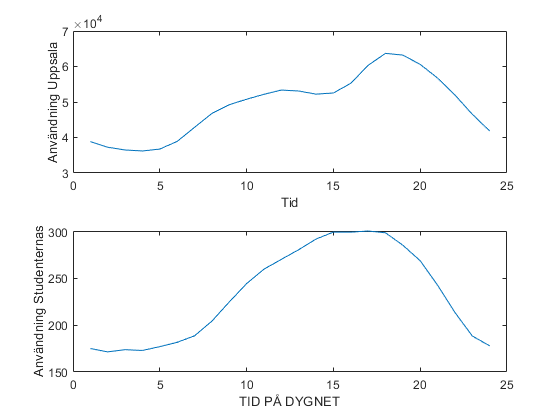 ×10⁴
7
6
5
4
3
Användning Uppsala
0 5 10 15 20 25
Tid
300
250
200
150
Användning Studenternas
0 5 10 15 20 25
TID PÅ DYGNET